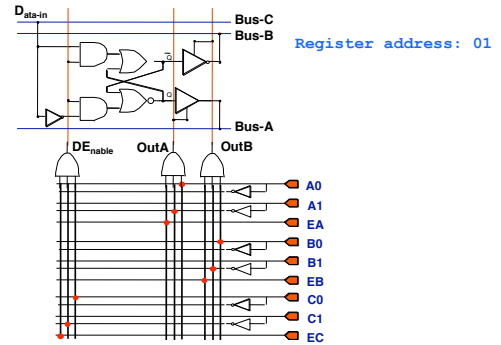 Data-in
Bus-C
Bus-B
Register address: 01
Q
Q
Bus-A
DEnable
OutA
OutB
A0
A1
EA
B0
B1
EB
C0
C1
EC